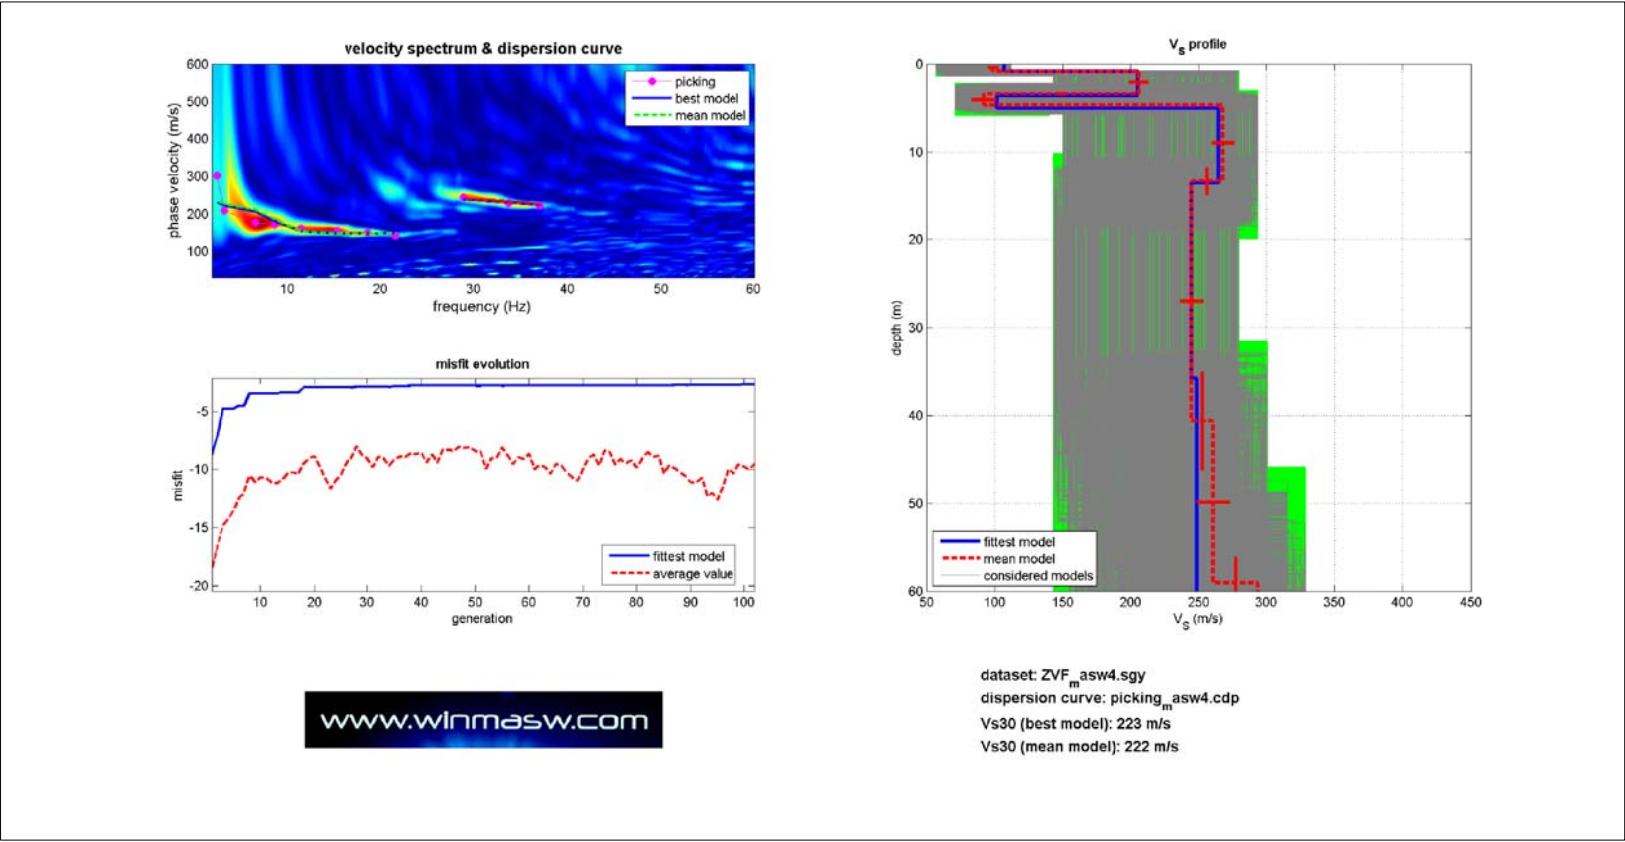 velocity spectrum & dispersion curve
600
500
400
300
200
100
phase velocity (m/s)
picking
best model
mean model
10 20 30 40 50 60
frequency (Hz)
misfit evolution
-5
-10
-15
-20
misfit
fittest model
average value
10 20 30 40 50 60 70 80 90 100
generation
www.winmasw.com
VS profile
0
10
20
30
40
50
60
depth (m)
fittest model
mean model
considered models
50 100 150 200 250 300 350 400 450
VS (m/s)
dataset: ZVFmasw4.sgy
dispersion curve: pickingmasw4.cdp
Vs30 (best model): 223 m/s
Vs30 (mean model): 222 m/s